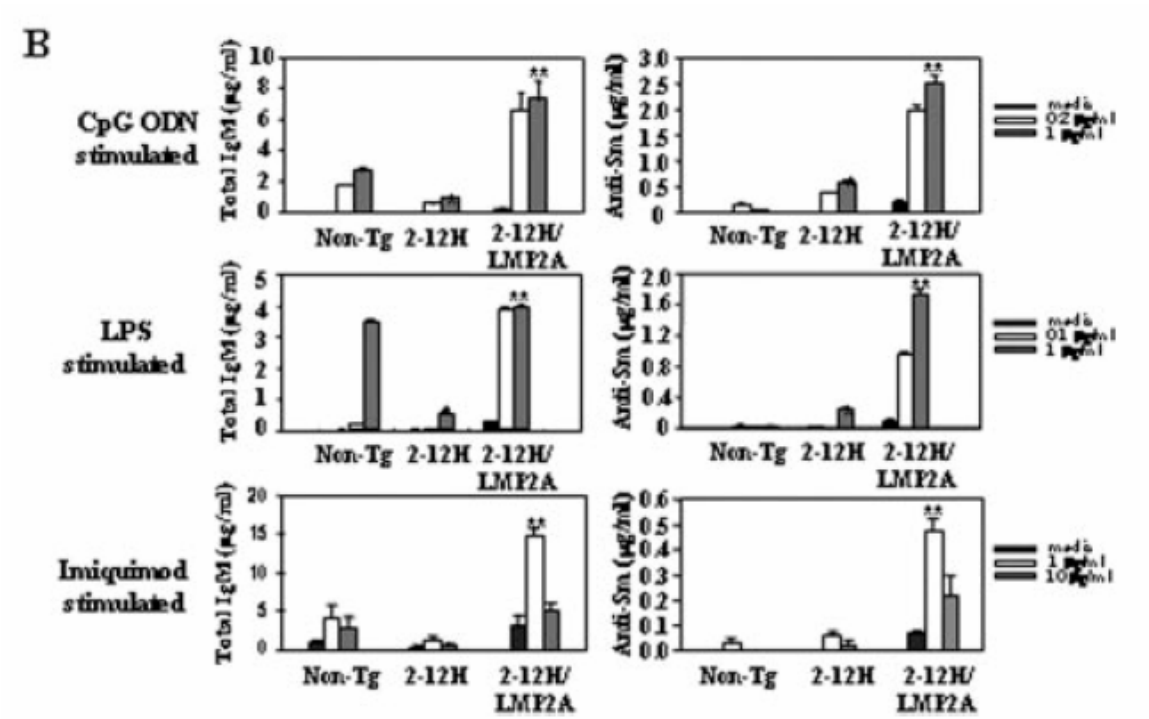 B
CpG ODN
stimulated
Total IgM (µg/ml)
10
8
6
4
2
0
Non-Tg 2-12H 2-12H/
LMP2A
**
Anti-Sm (µg/ml)
3.0
2.5
2.0
1.5
1.0
0.5
0
Non-Tg 2-12H 2-12H/
LMP2A
**
media
1
LPS
stimulated
Total IgM (µg/ml)
5
4
3
2
1
0
Non-Tg 2-12H 2-12H/
LMP2A
**
Anti-Sm (µg/ml)
2.0
1.6
1.2
0.8
0.4
0
Non-Tg 2-12H 2-12H/
LMP2A
**
media
1
Imiquimod
stimulated
Total IgM (µg/ml)
20
15
10
5
0
Non-Tg 2-12H 2-12H/
LMP2A
**
Anti-Sm (µg/ml)
0.6
0.5
0.4
0.3
0.2
0.1
0.0
Non-Tg 2-12H 2-12H/
LMP2A
**
media
1
10